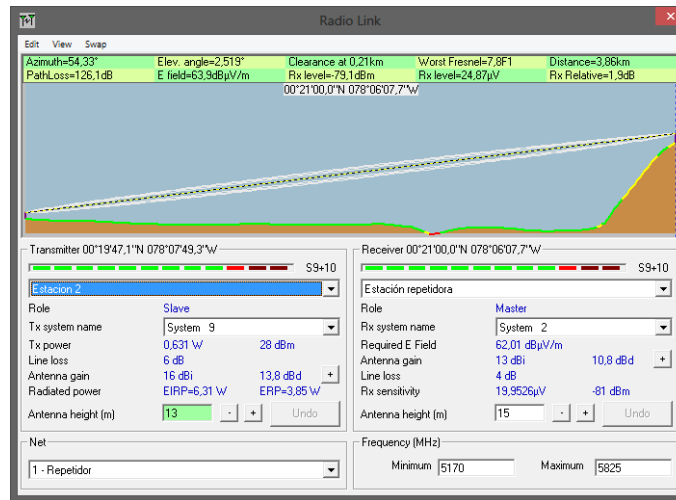 Radio Link
Edit View Swap
Azimuth=54,33° Elev. angle=2,519° Clearance at 0,21km Worst Fresnel=7,8F1 Distance=3,86km
PathLoss=126,1dB E field=63,9dBµV/m Rx level=-79,1dBm Rx level=24,87µV Rx Relative=1,9dB
00°21'00,0"N 078°06'07,7"W
Transmitter 00°19'47,1"N 078°07'49,3"W
S9+10
Estacion 2
Role Slave
Tx system name System 9
Tx power 0,631 W 28 dBm
Line loss 6 dB
Antenna gain 16 dBi 13,8 dBd +
Radiated power EIRP=6,31 W ERP=3,85 W
Antenna height (m) 13 - + Undo
Net
1 - Repetidor
Receiver 00°21'00,0"N 078°06'07,7"W
S9+10
Estación repetidora
Role Master
Rx system name System 2
Required E Field 62,01 dBµV/m
Antenna gain 13 dBi 10,8 dBd +
Line loss 4 dB
Rx sensitivity 19,9526µV -81 dBm
Antenna height (m) 15 - + Undo
Frequency (MHz)
Minimum 5170 Maximum 5825